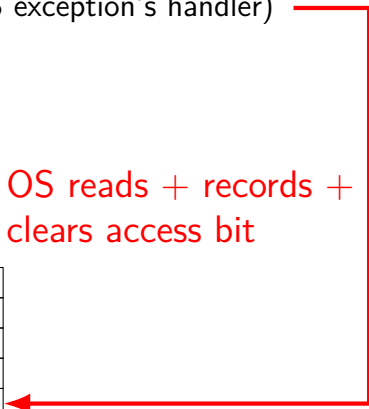 exception's handler)
OS reads + records +
clears access bit